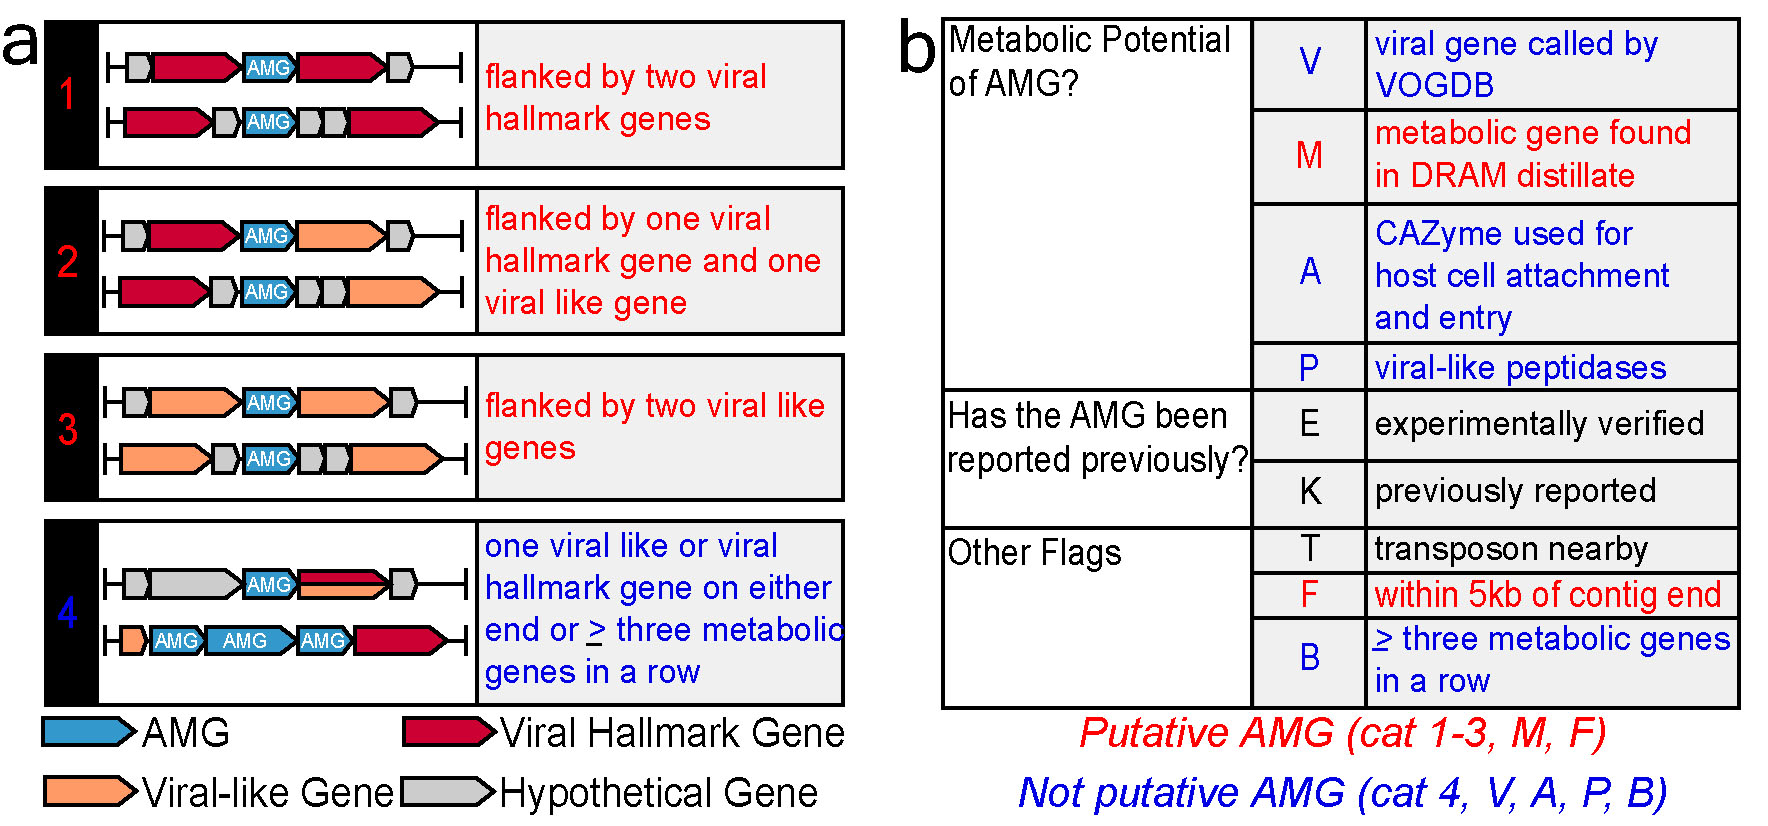 a
1
AMG
AMG
flanked by two viral
hallmark genes
2
AMG
AMG
flanked by one viral
hallmark gene and one
viral like gene
3
AMG
AMG
flanked by two viral like
genes
4
AMG
AMG AMG AMG
one viral like or viral
hallmark gene on either
end or ≥ three metabolic
genes in a row
AMG
Viral Hallmark Gene
Viral-like Gene
Hypothetical Gene
b
Metabolic Potential
of AMG?
V
viral gene called by
VOGDB
M
metabolic gene found
in DRAM distillate
A
CAZyme used for
host cell attachment
and entry
P
viral-like peptidases
Has the AMG been
reported previously?
E
experimentally verified
K
previously reported
Other Flags
T
transposon nearby
F
within 5kb of contig end
B
≥ three metabolic genes
in a row
Putative AMG (cat 1-3, M, F)
Not putative AMG (cat 4, V, A, P, B)